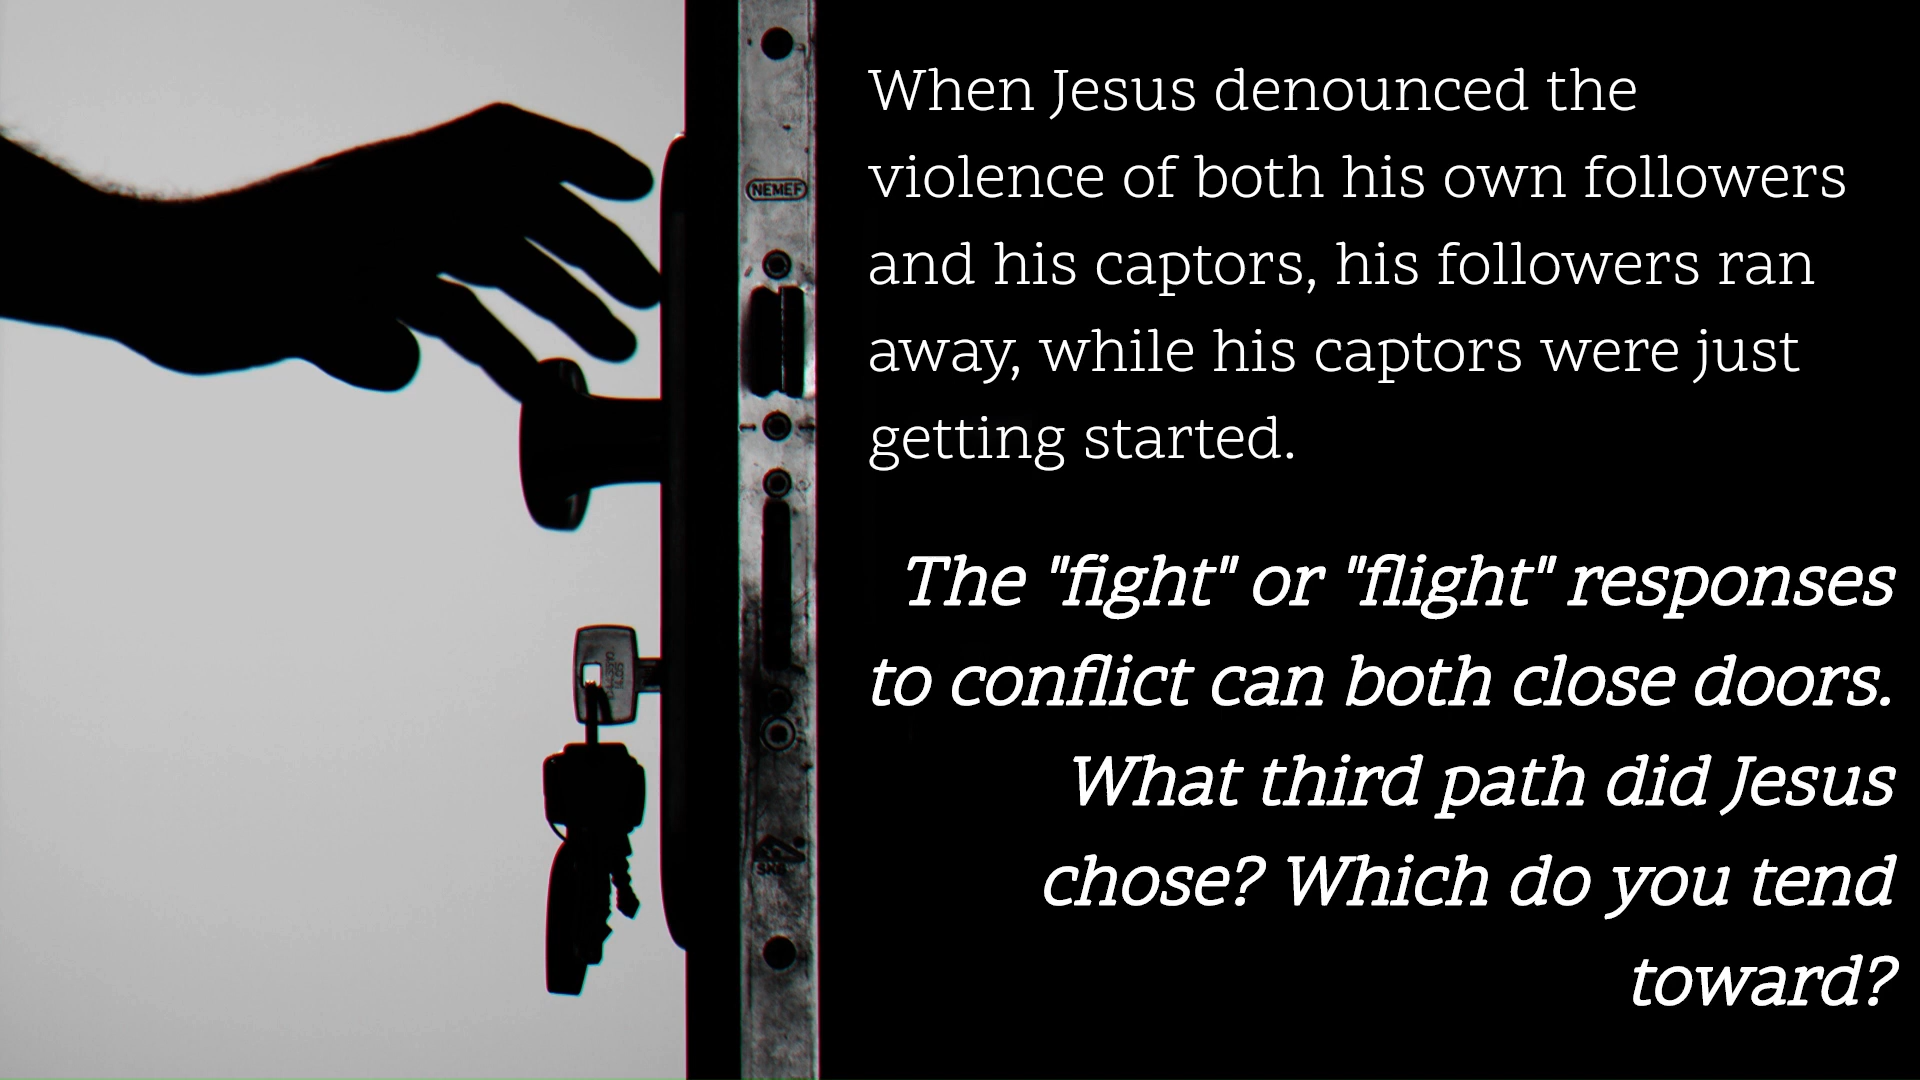 When Jesus denounced the
violence of both his own followers
and his captors, his followers ran
away, while his captors were just
getting started.
The "fight" or "flight" responses
to conflict can both close doors.
What third path did Jesus
chose? Which do you tend
toward?
NEMEF
SKG